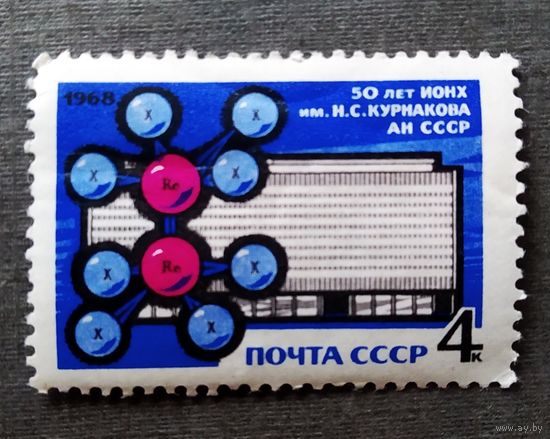 1968
50 ЛЕТ ИОНХ
ИМ. Н.С. КУРНАКОВА
АН СССР
X
X
X
X
Re
Re
X
X
X
X
ПОЧТА СССР
4к
www.ay.by